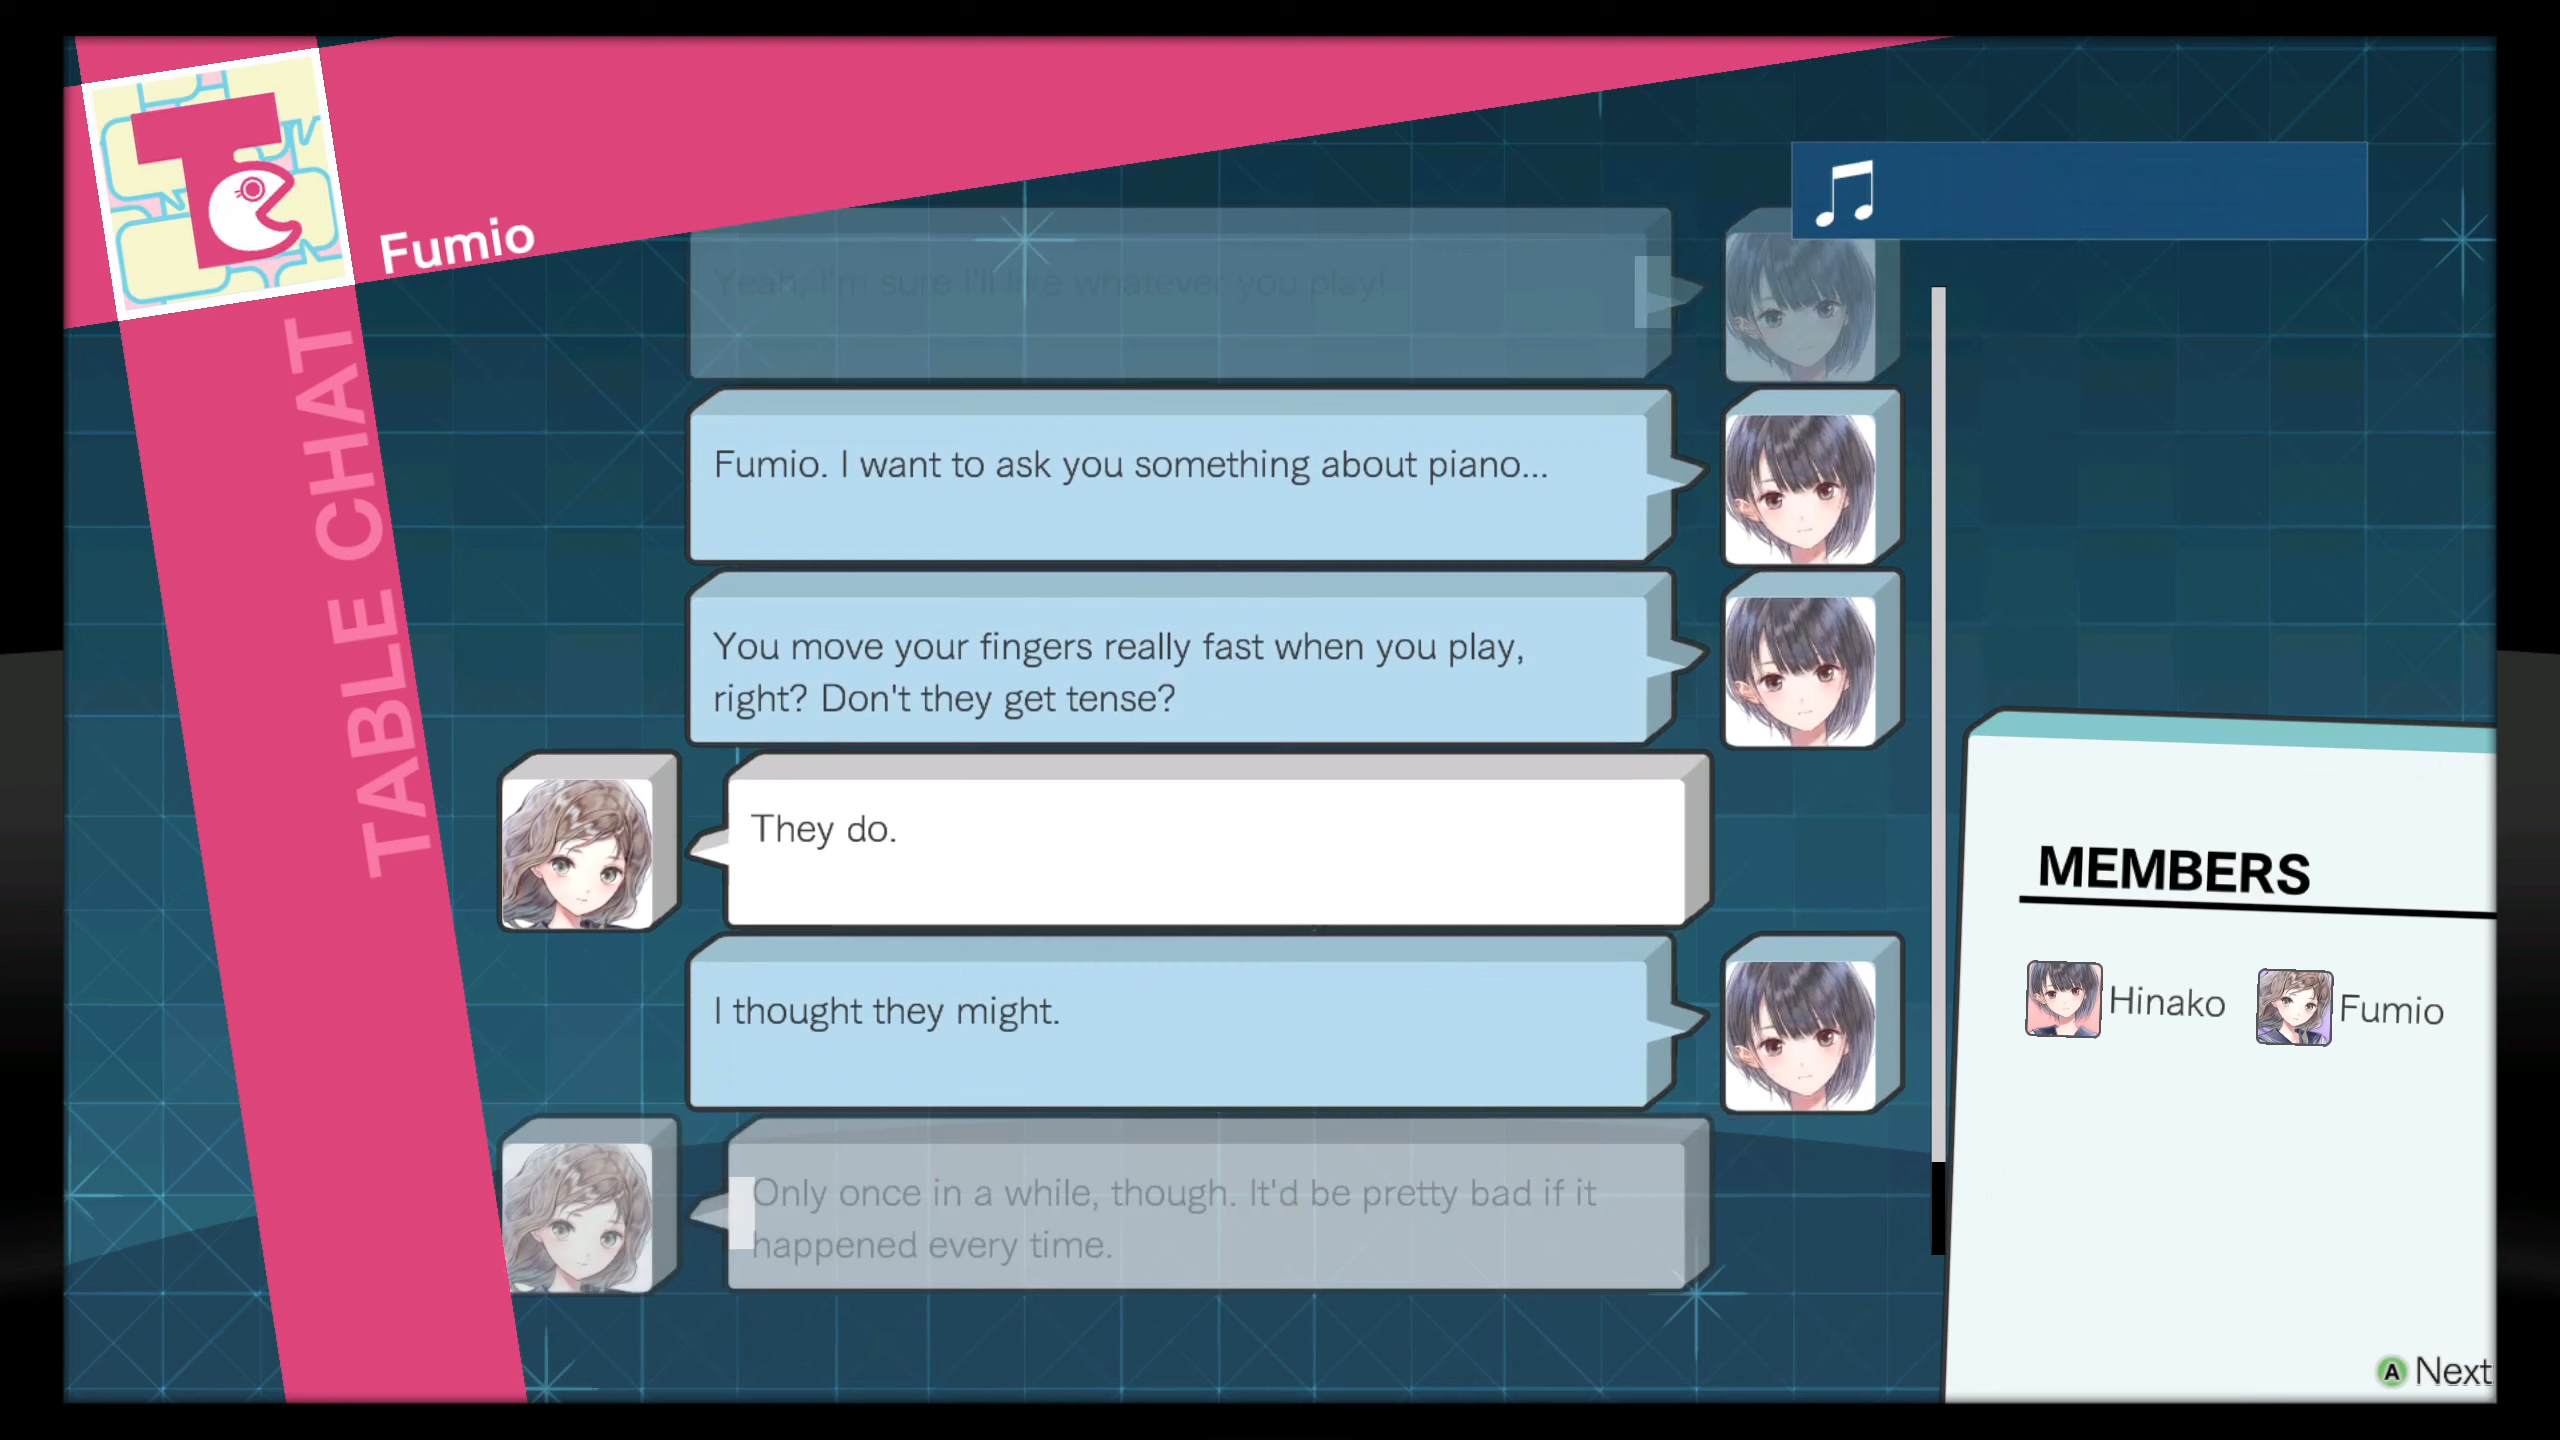 T
Fumio
TABLE CHAT
Yeah, I'm sure I'll like whatever you play!
Fumio. I want to ask you something about piano...
You move your fingers really fast when you play,
right? Don't they get tense?
They do.
I thought they might.
Only once in a while, though. It'd be pretty bad if it
happened every time.
MEMBERS
Hinako
Fumio
A Next